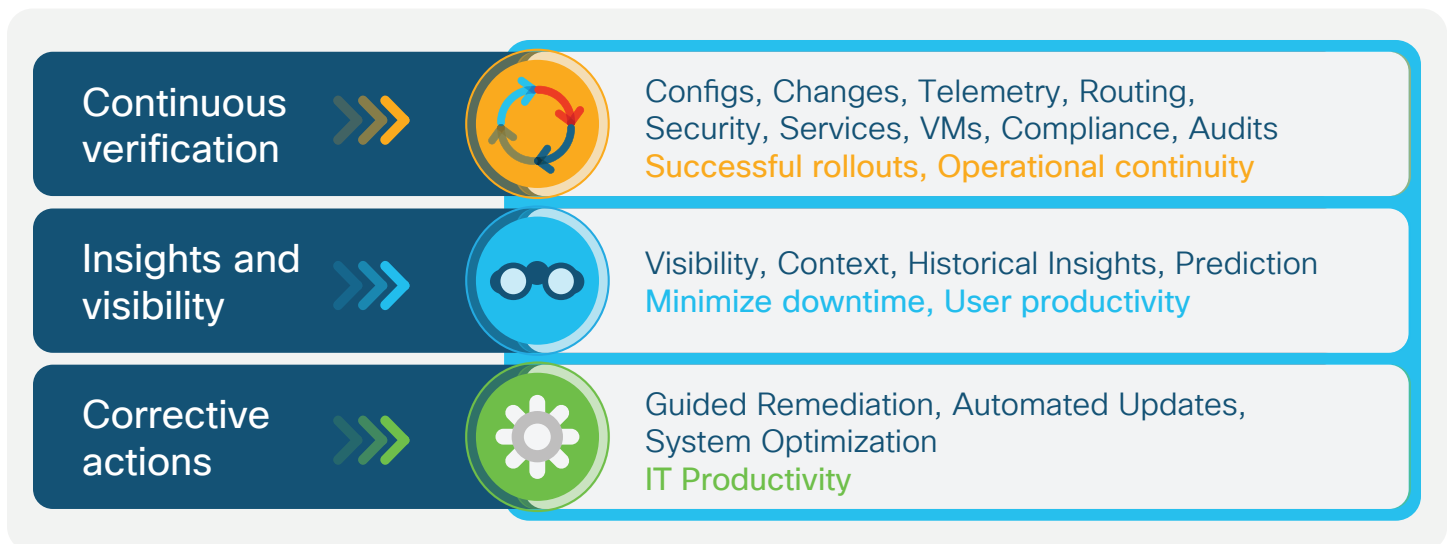 Continuous
verification
Configs, Changes, Telemetry, Routing,
Security, Services, VMs, Compliance, Audits
Successful rollouts, Operational continuity
Insights and
visibility
Visibility, Context, Historical Insights, Prediction
Minimize downtime, User productivity
Corrective
actions
Guided Remediation, Automated Updates,
System Optimization
IT Productivity